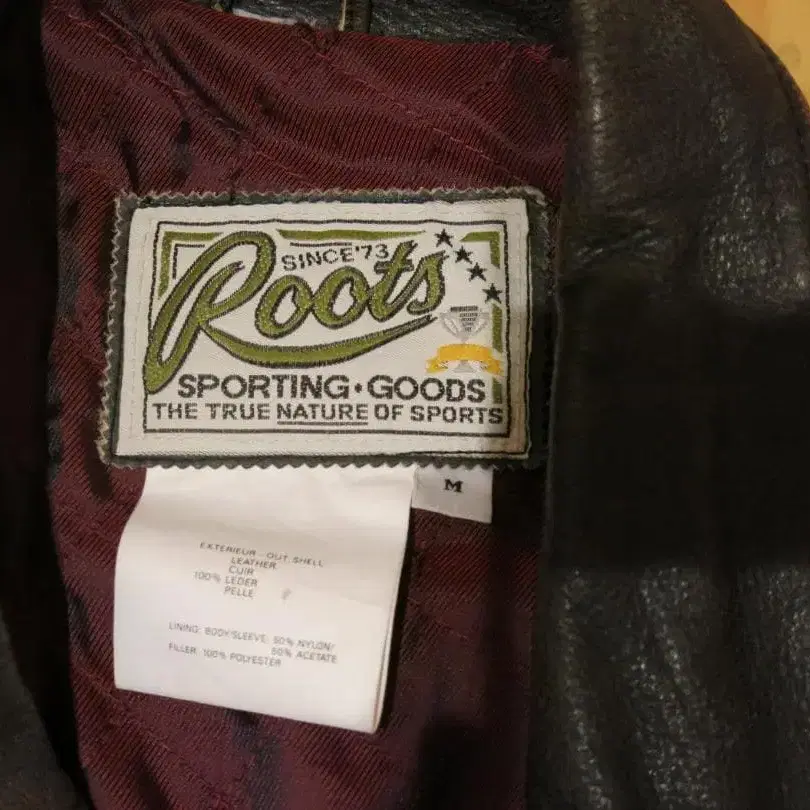 SINCE '73
Roots
SPORTING•GOODS
THE TRUE NATURE OF SPORTS
M
EXTERIEUR - OUT SHELL
LEATHER
CUIR
100% LEDER
PELLE
LINING: BODY/SLEEVE: 50% NYLON/
50% ACETATE
FILLER: 100% POLYESTER